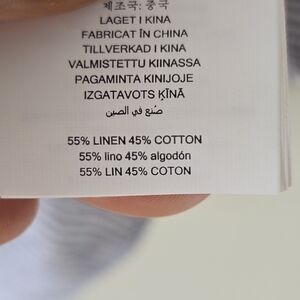 제조국: 중국
LAGET I KINA
FABRICAT ÎN CHINA
TILLVERKAD I KINA
VALMISTETTU KIINASSA
PAGAMINTA KINIJOJE
IZGATAVOTS ĶĪNĀ
صُنع في الصين
55% LINEN 45% COTTON
55% lino 45% algodón
55% LIN 45% COTON